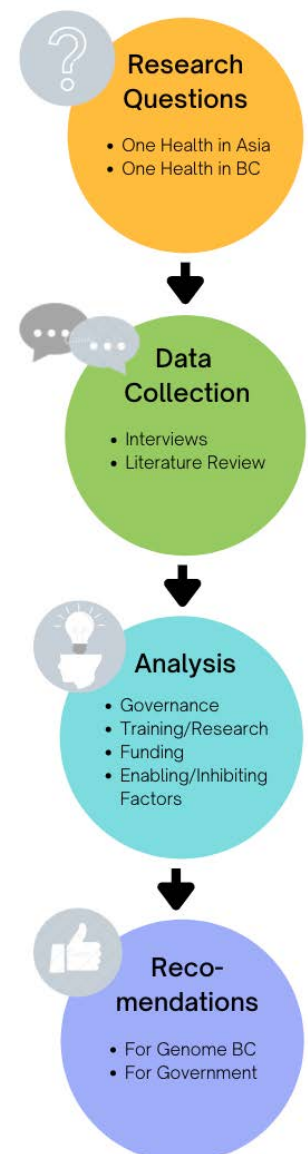 Research
Questions
• One Health in Asia
• One Health in BC
Data
Collection
• Interviews
• Literature Review
Analysis
• Governance
• Training/Research
• Funding
• Enabling/Inhibiting
Factors
Reco-
mendations
• For Genome BC
• For Government